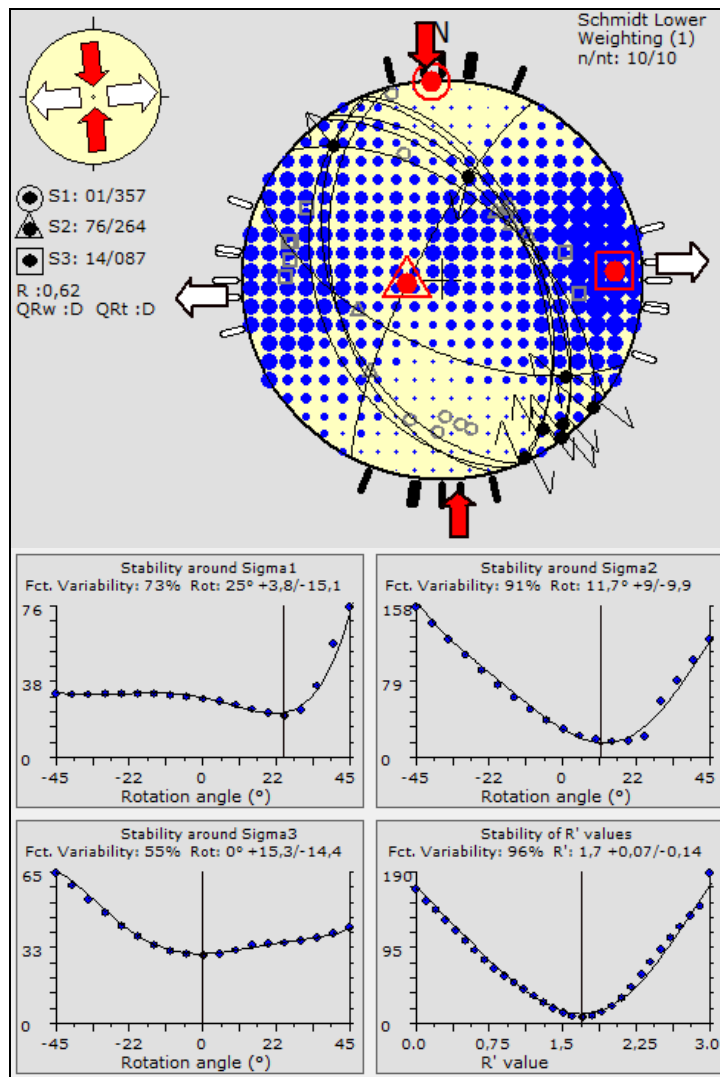 N
Schmidt Lower
Weighting (1)
n/nt: 10/10
S1: 01/357
S2: 76/264
S3: 14/087
R :0,62
QRw :D QRt :D
Stability around Sigma1
Fct. Variability: 73% Rot: 25° +3,8/-15,1
76
38
0
-45 -22 0 22 45
Rotation angle (°)
Stability around Sigma2
Fct. Variability: 91% Rot: 11,7° +9/-9,9
158
79
0
-45 -22 0 22 45
Rotation angle (°)
Stability around Sigma3
Fct. Variability: 55% Rot: 0° +15,3/-14,4
65
33
0
-45 -22 0 22 45
Rotation angle (°)
Stability of R' values
Fct. Variability: 96% R': 1,7 +0,07/-0,14
190
95
0
0.0 0,75 1,5 2,25 3.0
R' value